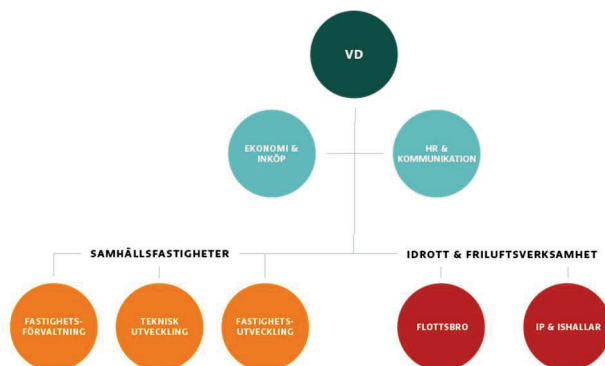 VD
EKONOMI &
INKÖP
HR &
KOMMUNIKATION
SAMHÄLLSFASTIGHETER
IDROTT & FRILUFTSVERKSAMHET
FASTIGHETS-
FÖRVALTNING
TEKNISK
UTVECKLING
FASTIGHETS-
UTVECKLING
FLOTTSBRO
IP & ISHALLAR